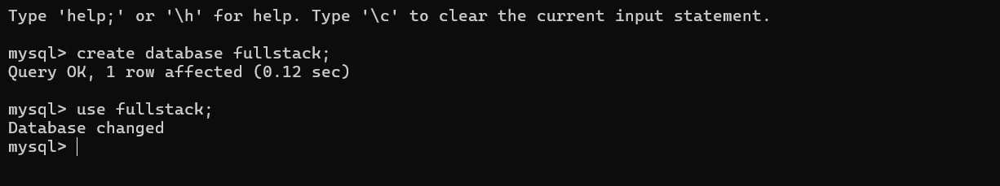 Type 'help;' or '\h' for help. Type '\c' to clear the current input statement.
mysql> create database fullstack;
Query OK, 1 row affected (0.12 sec)
mysql> use fullstack;
Database changed
mysql>